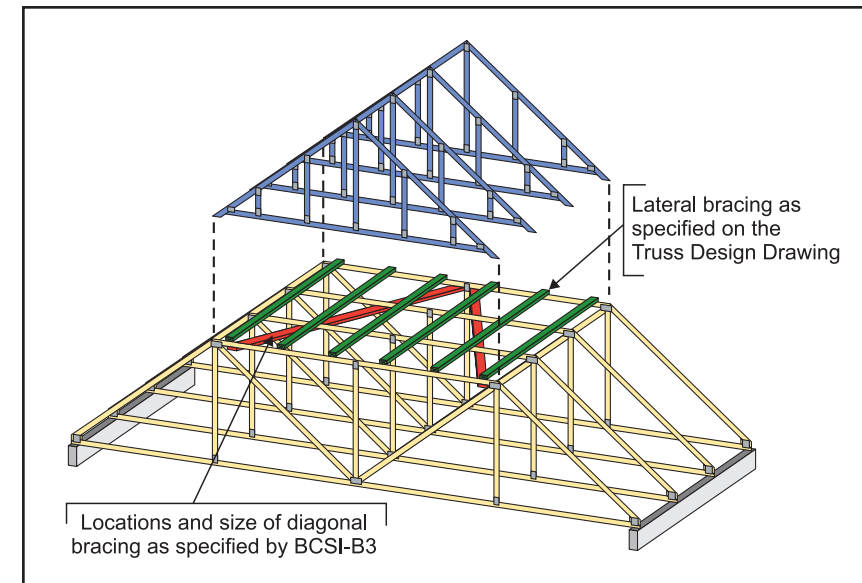 Lateral bracing as
specified on the
Truss Design Drawing
Locations and size of diagonal
bracing as specified by BCSI-B3